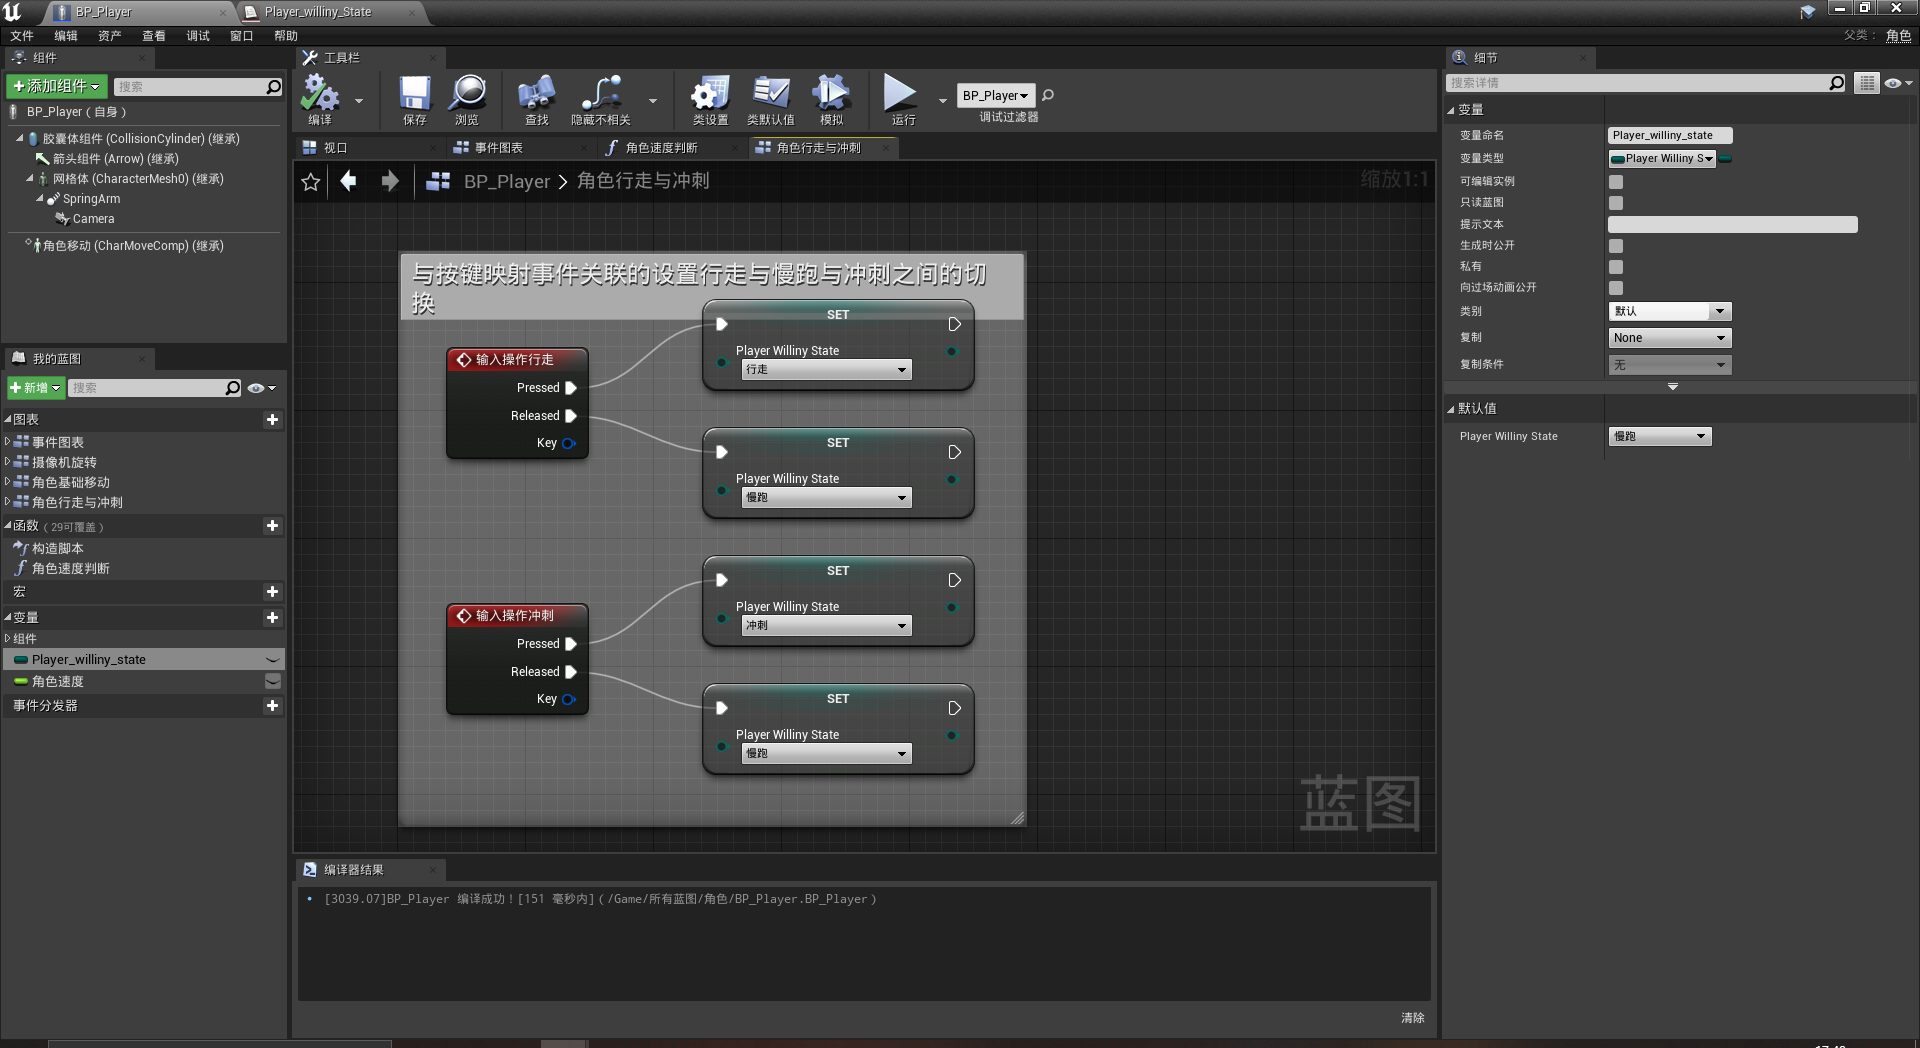 BP_Player
Player_williny_State
文件 编辑 资产 查看 调试 窗口 帮助
父类： 角色
组件
添加组件 搜索
BP_Player（自身）
胶囊体组件 (CollisionCylinder) (继承)
箭头组件 (Arrow) (继承)
网格体 (CharacterMesh0) (继承)
SpringArm
Camera
角色移动 (CharMoveComp) (继承)
我的蓝图
新增 搜索
图表
事件图表
摄像机旋转
角色基础移动
角色行走与冲刺
函数 （29可覆盖）
构造脚本
角色速度判断
宏
变量
组件
Player_williny_state
角色速度
事件分发器
工具栏
编译 保存 浏览 查找 隐藏不相关 类设置 类默认值 模拟 运行
BP_Player
调试过滤器
视口 事件图表 角色速度判断 角色行走与冲刺
BP_Player > 角色行走与冲刺
缩放1:1
与按键映射事件关联的设置行走与慢跑与冲刺之间的切
换
输入操作行走
Pressed
Released
Key
SET
Player Williny State
行走
SET
Player Williny State
慢跑
输入操作冲刺
Pressed
Released
Key
SET
Player Williny State
冲刺
SET
Player Williny State
慢跑
蓝图
编译器结果
[3039.07]BP_Player 编译成功！[151 毫秒内]（/Game/所有蓝图/角色/BP_Player.BP_Player）
清除
细节
搜索详情
变量
变量命名 Player_williny_state
变量类型 Player Williny S
可编辑实例
只读蓝图
提示文本
生成时公开
私有
向过场动画公开
类别 默认
复制 None
复制条件 无
默认值
Player Williny State 慢跑